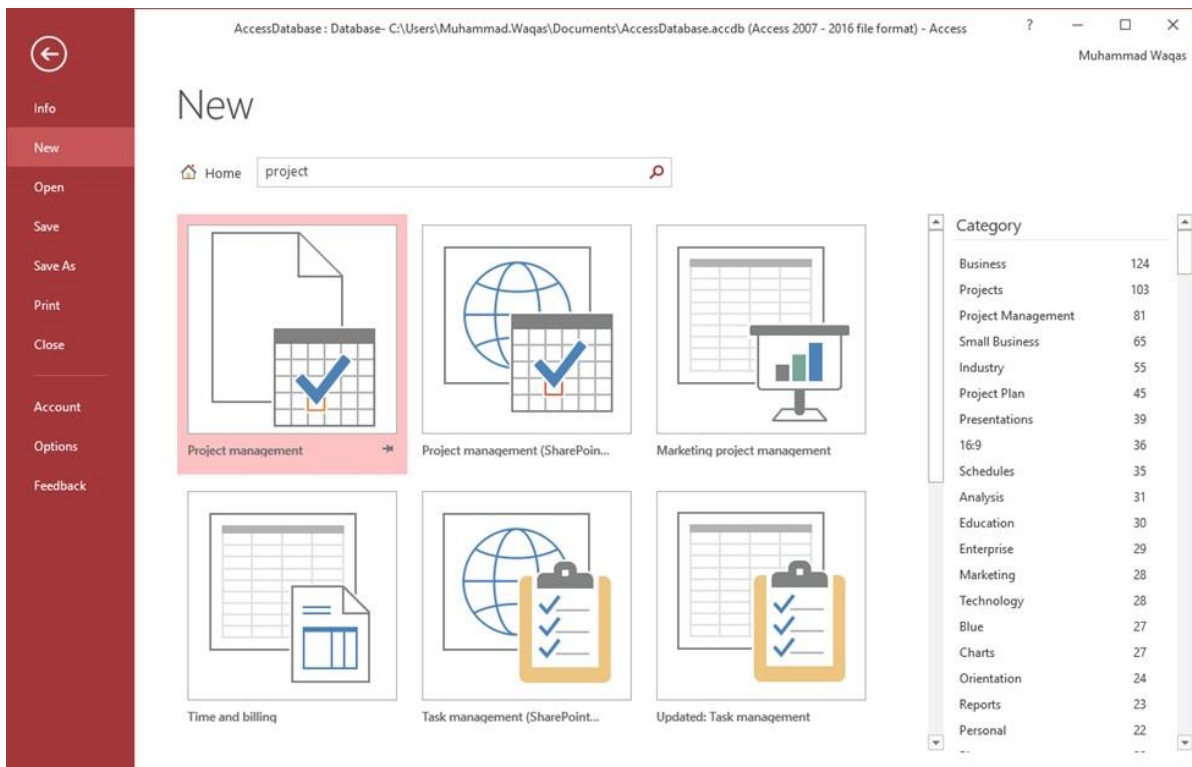 AccessDatabase : Database- C:\Users\Muhammad.Waqas\Documents\AccessDatabase.accdb (Access 2007 - 2016 file format) - Access ?
Muhammad Waqas
Info
New
Open
Save
Save As
Print
Close
Account
Options
Feedback
New
Home project
Project management
Project management (SharePoin...
Marketing project management
Time and billing
Task management (SharePoint...
Updated: Task management
Category
Business 124
Projects 103
Project Management 81
Small Business 65
Industry 55
Project Plan 45
Presentations 39
16:9 36
Schedules 35
Analysis 31
Education 30
Enterprise 29
Marketing 28
Technology 28
Blue 27
Charts 27
Orientation 24
Reports 23
Personal 22